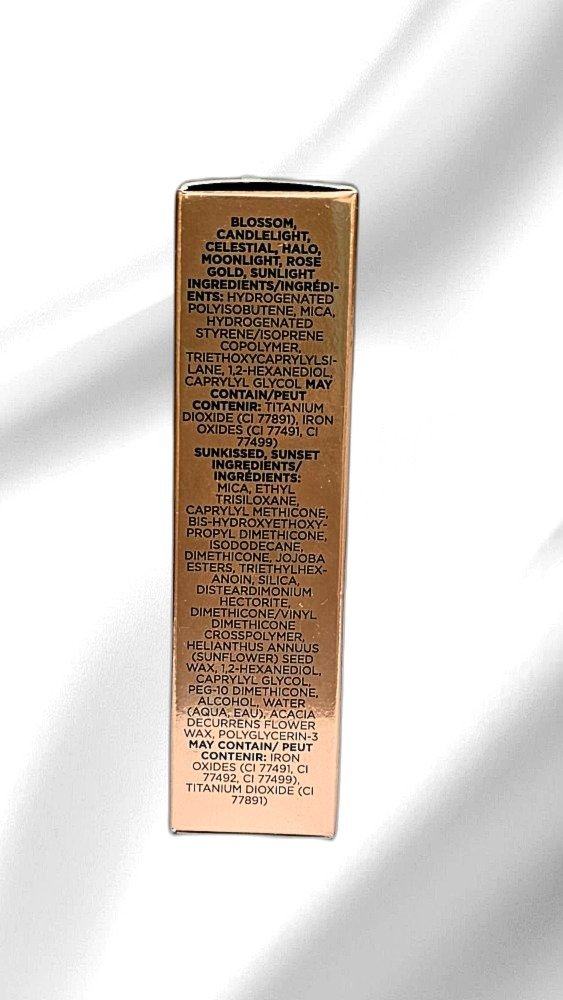 BLOSSOM,
CANDLELIGHT,
CELESTIAL, HALO,
MOONLIGHT, ROSE
GOLD, SUNLIGHT
INGREDIENTS/INGRÉDI-
ENTS: HYDROGENATED
POLYISOBUTENE, MICA,
HYDROGENATED
STYRENE/ISOPRENE
COPOLYMER,
TRIETHOXYCAPRYLYLSI-
LANE, 1,2-HEXANEDIOL,
CAPRYLYL GLYCOL MAY
CONTAIN/PEUT
CONTENIR: TITANIUM
DIOXIDE (CI 77891), IRON
OXIDES (CI 77491, CI
77499)
SUNKISSED, SUNSET
INGREDIENTS/
INGRÉDIENTS:
MICA, ETHYL
TRISILOXANE,
CAPRYLYL METHICONE,
BIS-HYDROXYETHOXY-
PROPYL DIMETHICONE,
ISODODECANE,
DIMETHICONE, JOJOBA
ESTERS, TRIETHYLHEX-
ANOIN, SILICA,
DISTEARDIMONIUM
HECTORITE,
DIMETHICONE/VINYL
DIMETHICONE
CROSSPOLYMER,
HELIANTHUS ANNUUS
(SUNFLOWER) SEED
WAX, 1,2-HEXANEDIOL,
CAPRYLYL GLYCOL,
PEG-10 DIMETHICONE,
ALCOHOL, WATER
(AQUA, EAU), ACACIA
DECURRENS FLOWER
WAX, POLYGLYCERIN-3
MAY CONTAIN/ PEUT
CONTENIR: IRON
OXIDES (CI 77491, CI
77492, CI 77499),
TITANIUM DIOXIDE (CI
77891)